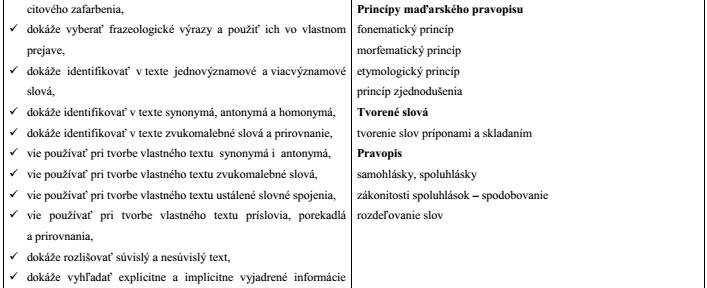 citového zafarbenia,
✓ dokáže vyberať frazeologické výrazy a použiť ich vo vlastnom
prejave,
✓ dokáže identifikovať v texte jednovýznamové a viacvýznamové
slová,
✓ dokáže identifikovať v texte synonymá, antonymá a homonymá,
✓ dokáže identifikovať v texte zvukomalebné slová a prirovnanie,
✓ vie používať pri tvorbe vlastného textu synonymá i antonymá,
✓ vie používať pri tvorbe vlastného textu zvukomalebné slová,
✓ vie používať pri tvorbe vlastného textu ustálené slovné spojenia,
✓ vie používať pri tvorbe vlastného textu príslovia, porekadlá
a prirovnania,
✓ dokáže rozlišovať súvislý a nesúvislý text,
✓ dokáže vyhľadať explicitne a implicitne vyjadrené informácie
Princípy maďarského pravopisu
fonematický princíp
morfematický princíp
etymologický princíp
princíp zjednodušenia
Tvorené slová
tvorenie slov príponami a skladaním
Pravopis
samohlásky, spoluhlásky
zákonitosti spoluhlások – spodobovanie
rozdeľovanie slov